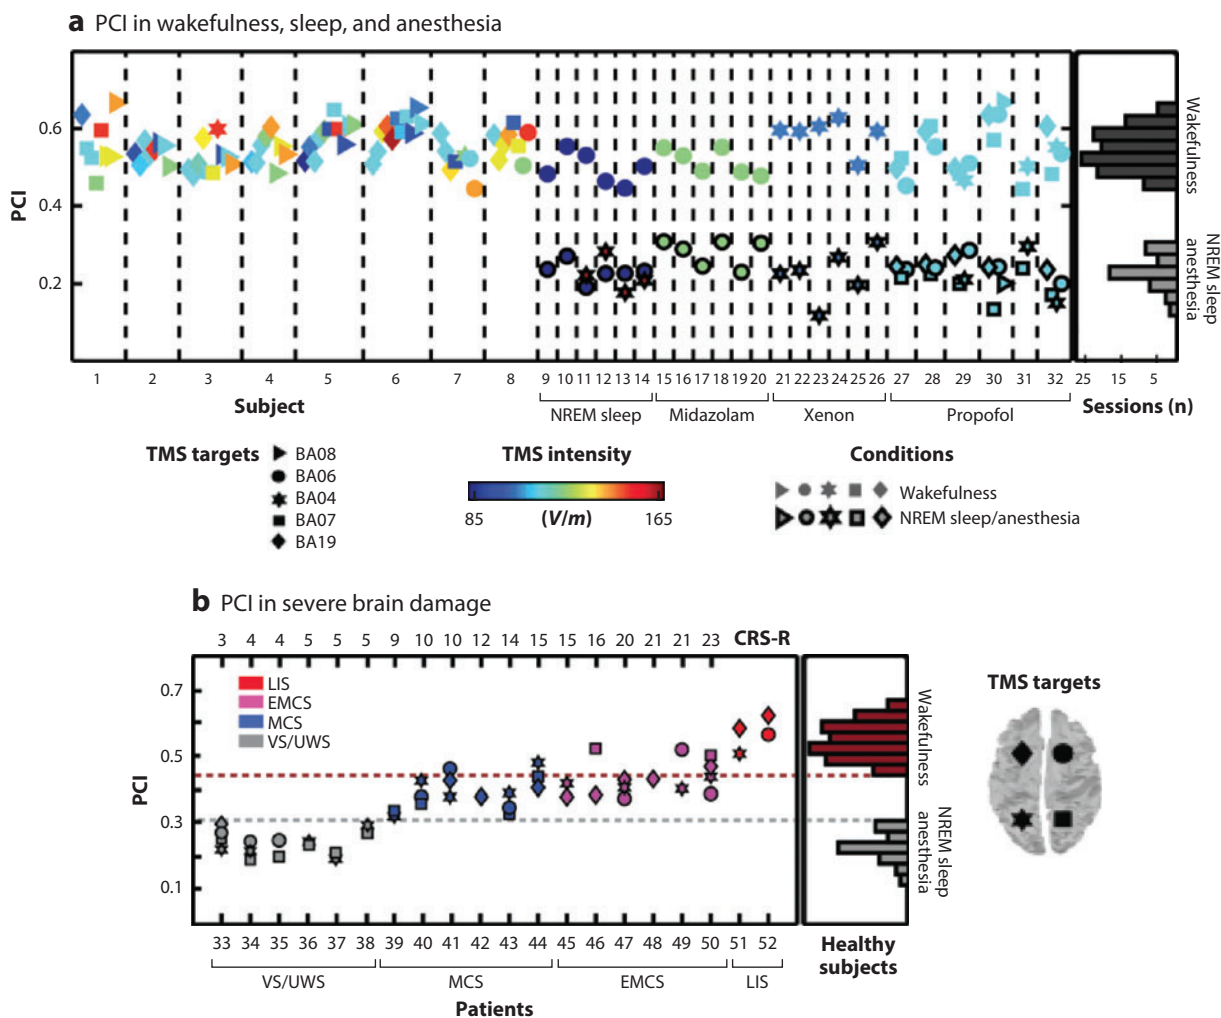 a PCI in wakefulness, sleep, and anesthesia
PCI
0.6
0.4
0.2
Wakefulness
NREM sleep
anesthesia
1 2 3 4 5 6 7 8 9 10 11 12 13 14 15 16 17 18 19 20 21 22 23 24 25 26 27 28 29 30 31 32 25 15 5
Subject NREM sleep Midazolam Xenon Propofol Sessions (n)
TMS targets
BA08
BA06
BA04
BA07
BA19
TMS intensity
85 (V/m) 165
Conditions
Wakefulness
NREM sleep/anesthesia
b PCI in severe brain damage
3 4 4 5 5 5 9 10 10 12 14 15 15 16 20 21 21 23 CRS-R
PCI
0.7
0.5
0.3
0.1
LIS
EMCS
MCS
VS/UWS
Wakefulness
NREM sleep
anesthesia
33 34 35 36 37 38 39 40 41 42 43 44 45 46 47 48 49 50 51 52
VS/UWS MCS EMCS LIS
Patients
Healthy
subjects
TMS targets